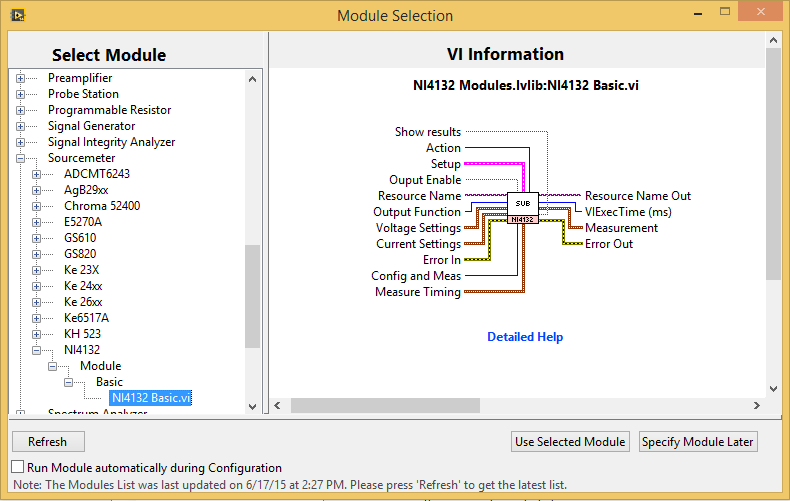 Module Selection
Select Module
Preamplifier
Probe Station
Programmable Resistor
Signal Generator
Signal Integrity Analyzer
Sourcemeter
ADCMT6243
AgB29xx
Chroma 52400
E5270A
GS610
GS820
Ke 23X
Ke 24xx
Ke 26xx
Ke6517A
KH 523
NI4132
Module
Basic
NI4132 Basic.vi
Spectrum Analyzer
VI Information
NI4132 Modules.lvlib:NI4132 Basic.vi
Show results
Action
Setup
Ouput Enable
Resource Name
Output Function
Voltage Settings
Current Settings
Error In
Config and Meas
Measure Timing
SUB
NI4132
Resource Name Out
VIExecTime (ms)
Measurement
Error Out
Detailed Help
Refresh
Use Selected Module
Specify Module Later
Run Module automatically during Configuration
Note: The Modules List was last updated on 6/17/15 at 2:27 PM. Please press 'Refresh' to get the latest list.